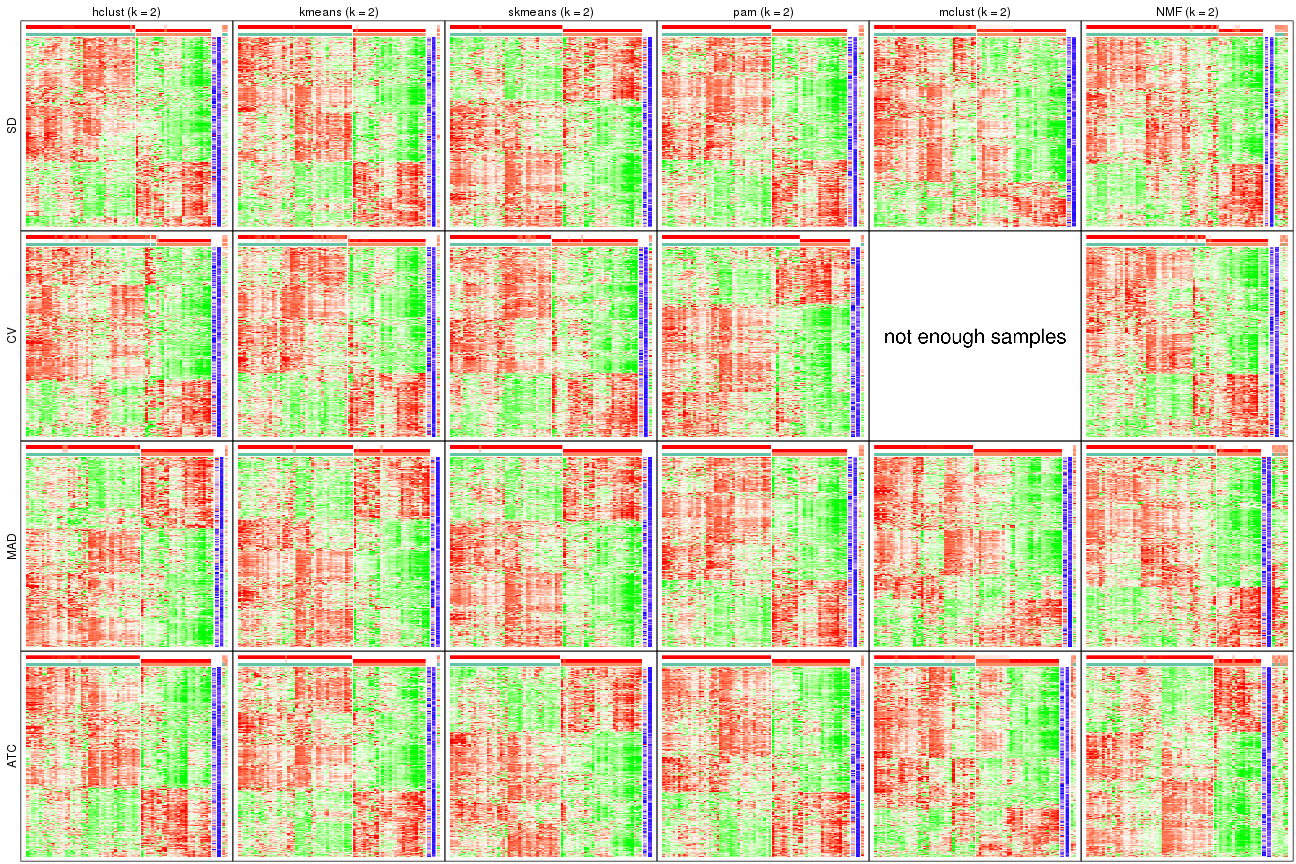 hclust (k = 2) kmeans (k = 2) skmeans (k = 2) pam (k = 2) mclust (k = 2) NMF (k = 2)
SD
CV
not enough samples
MAD
ATC